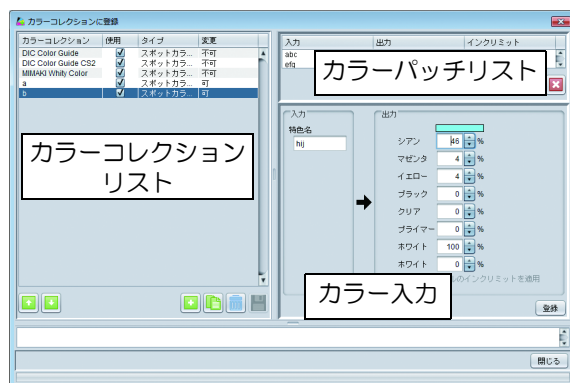 カラーコレクションに登録
カラーコレクション 使用 タイプ 変更
DIC Color Guide スポットカラ... 不可
DIC Color Guide CS2 スポットカラ... 不可
MIMAKI Whity Color スポットカラ... 不可
a スポットカラ... 可
b スポットカラ... 可
カラーコレクション
リスト
入力 出力 インクリミット
abc
efg
カラーパッチリスト
入力
特色名
hij
出力
シアン 46 %
マゼンタ 4 %
イエロー 4 %
ブラック 0 %
クリア 0 %
プライマー 0 %
ホワイト 100 %
ホワイト 0 %
のインクリミットを適用
カラー入力
登録
閉じる